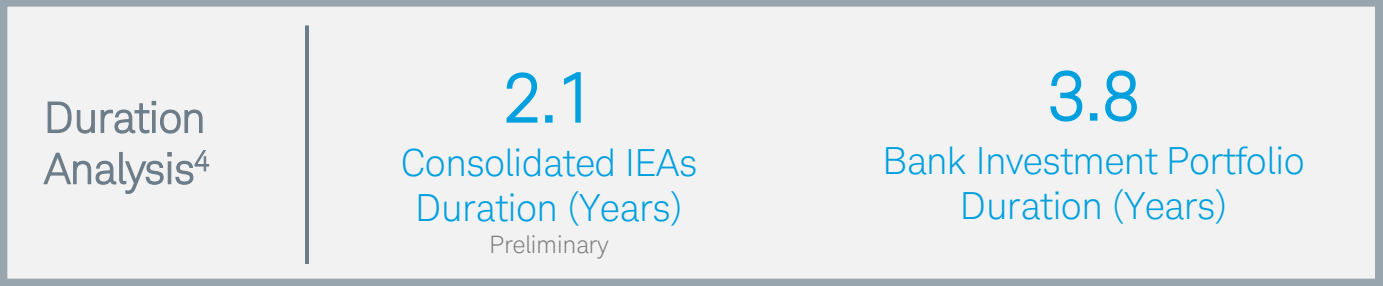 Duration
Analysis⁴
2.1
Consolidated IEAs
Duration (Years)
Preliminary
3.8
Bank Investment Portfolio
Duration (Years)